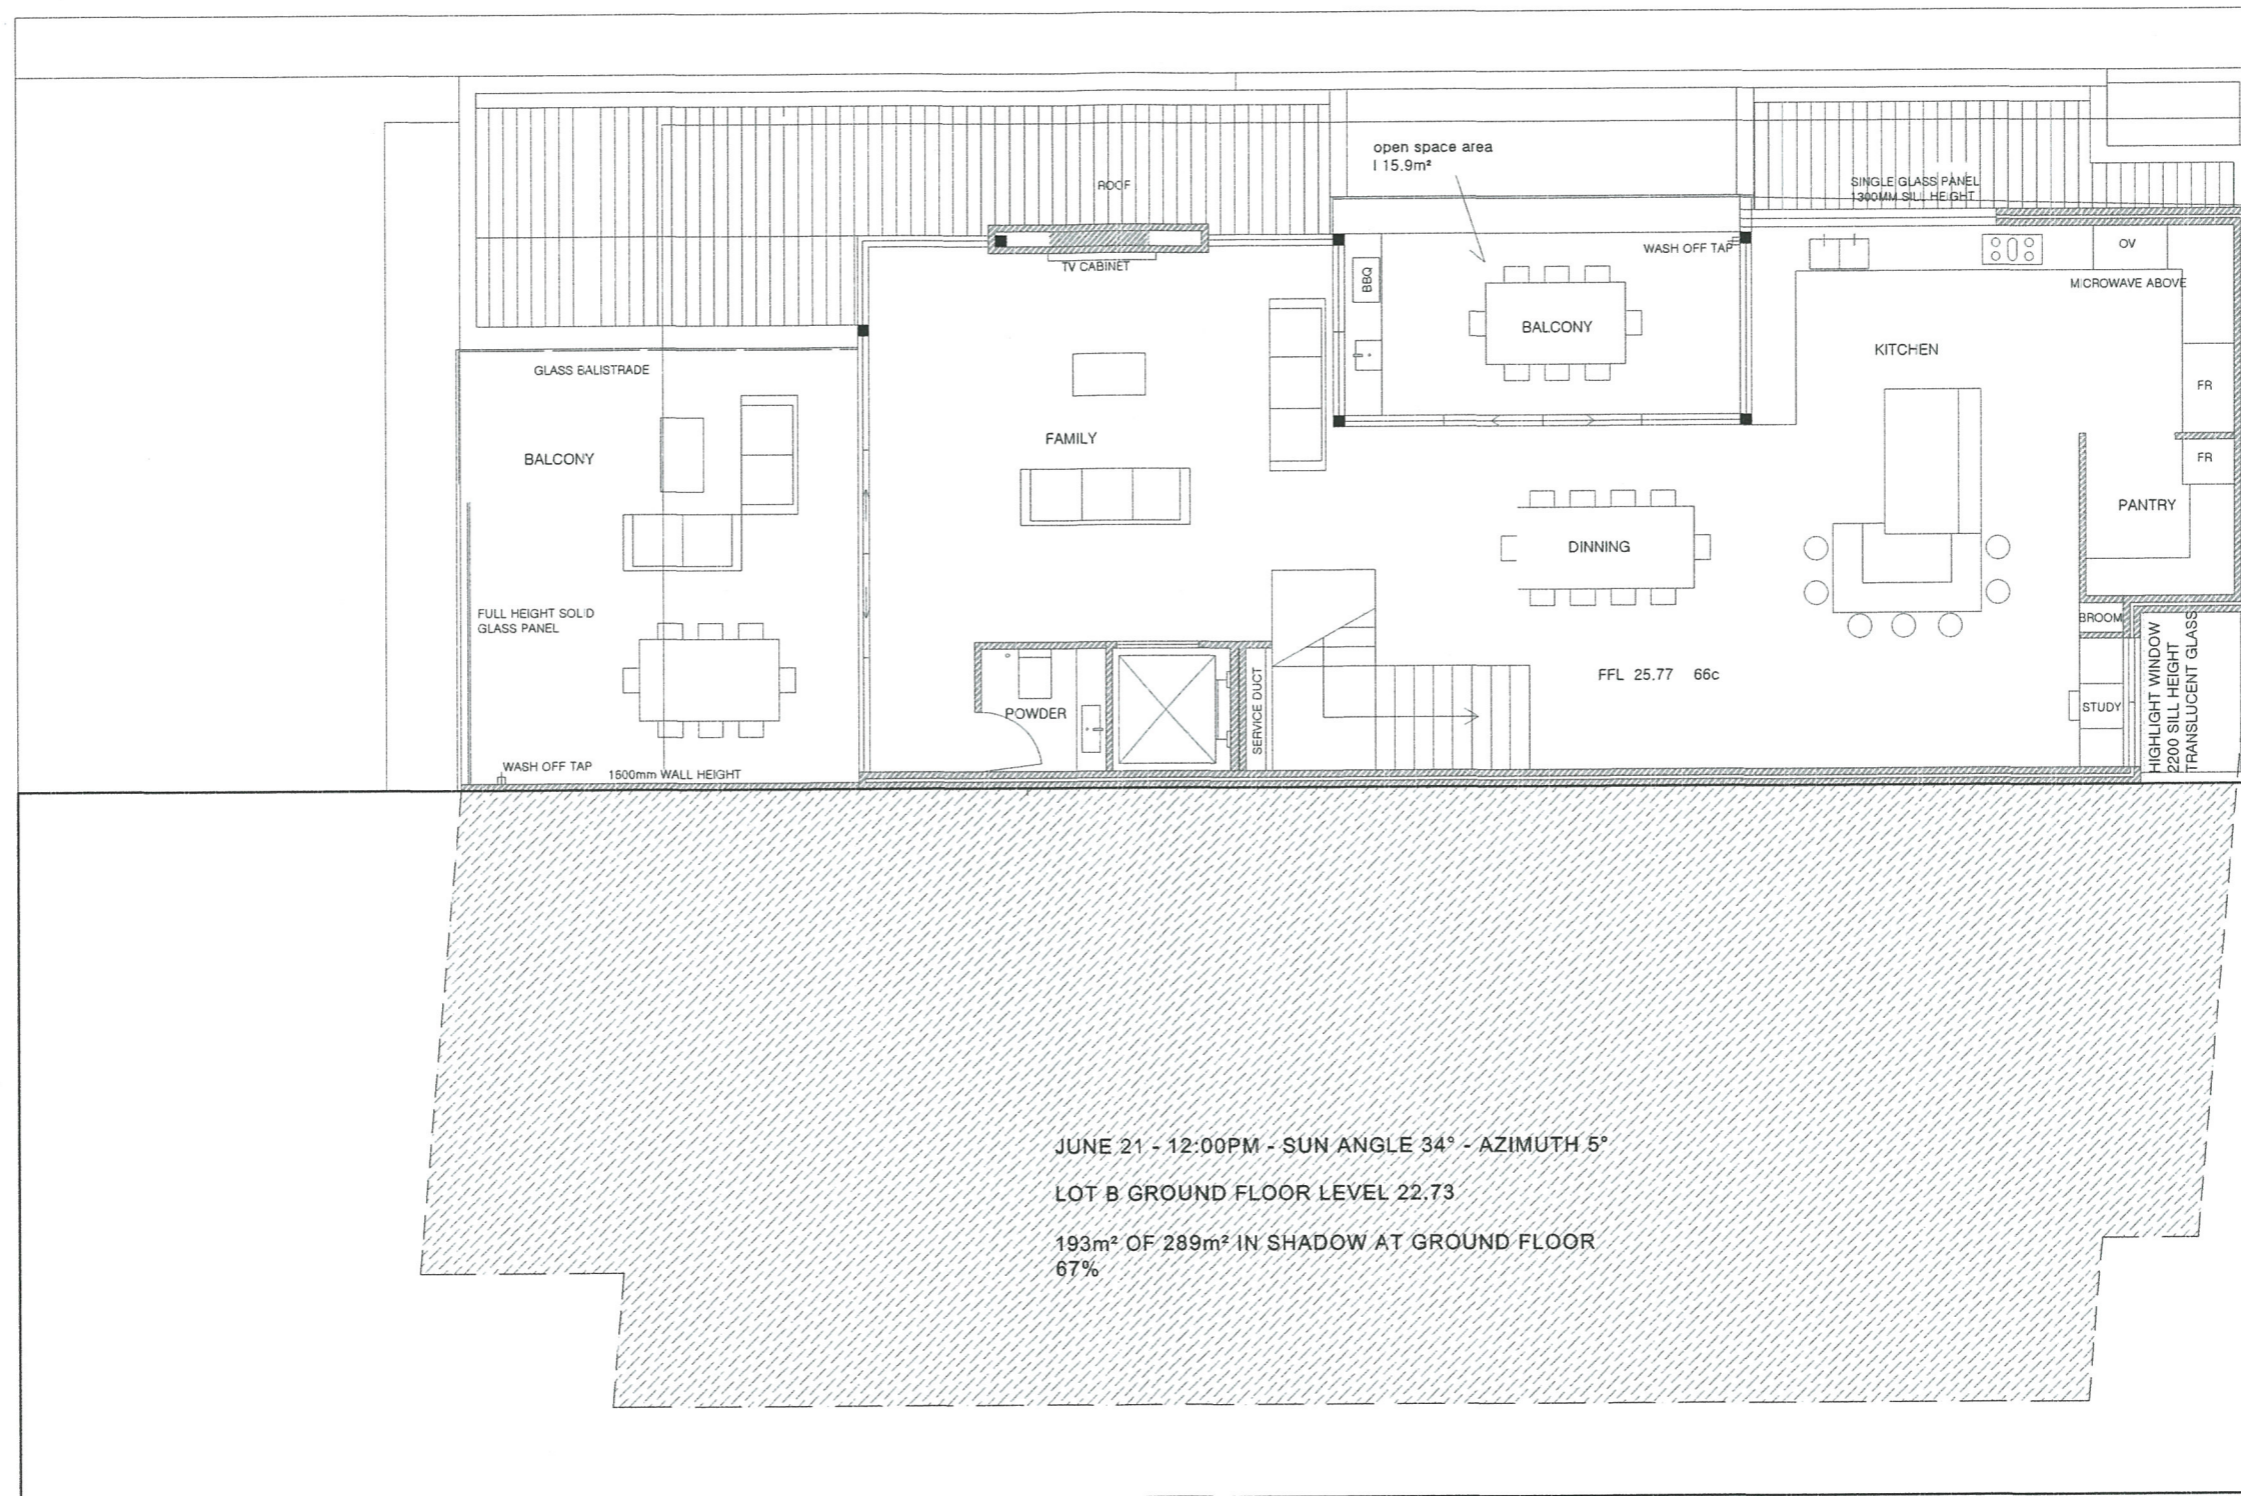 open space area
I 15.9m²
ROOF
SINGLE GLASS PANEL
1300MM SILL HEIGHT
WASH OFF TAP
OV
TV CABINET
MICROWAVE ABOVE
BBQ
BALCONY
KITCHEN
GLASS BALISTRADE
FR
FAMILY
BALCONY
FR
PANTRY
DINNING
FULL HEIGHT SOLID
GLASS PANEL
BROOM
FFL 25.77 66c
HIGHLIGHT WINDOW
2200 SILL HEIGHT
TRANSLUCENT GLASS
STUDY
POWDER
SERVICE DUCT
WASH OFF TAP
1600mm WALL HEIGHT
JUNE 21 - 12:00PM - SUN ANGLE 34° - AZIMUTH 5°
LOT B GROUND FLOOR LEVEL 22.73
193m² OF 289m² IN SHADOW AT GROUND FLOOR
67%